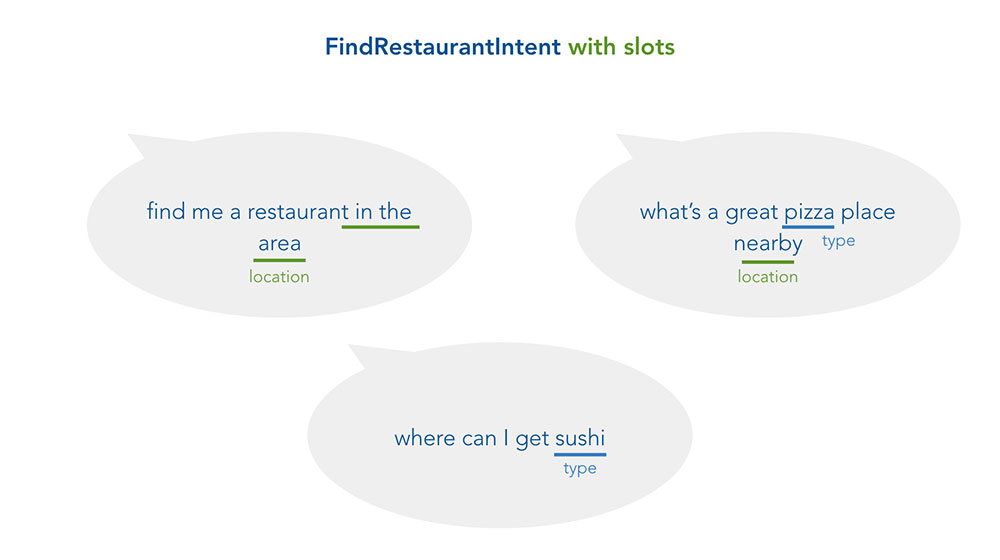 FindRestaurantIntent with slots
find me a restaurant in the
area
location
what's a great pizza place
nearby type
location
where can I get sushi
type